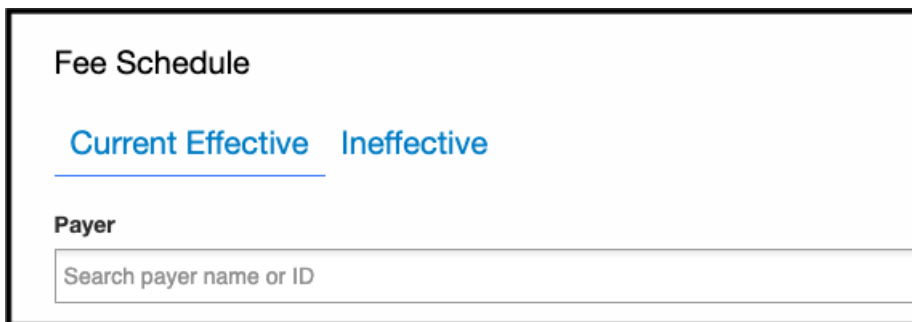 Fee Schedule
Current Effective Ineffective
Payer
Search payer name or ID